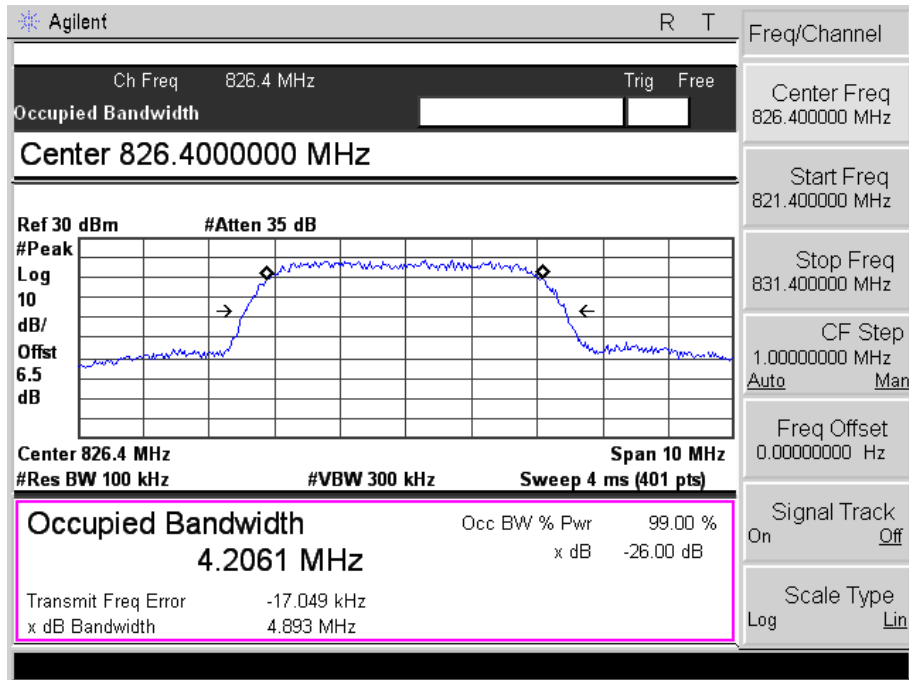 Agilent R T
Freq/Channel
Ch Freq 826.4 MHz Trig Free
Occupied Bandwidth
Center 826.4000000 MHz
Ref 30 dBm #Atten 35 dB
#Peak
Log
10
dB/
Offst
6.5
dB
Center 826.4 MHz Span 10 MHz
#Res BW 100 kHz #VBW 300 kHz Sweep 4 ms (401 pts)
Occupied Bandwidth Occ BW % Pwr 99.00 %
4.2061 MHz x dB -26.00 dB
Transmit Freq Error -17.049 kHz
x dB Bandwidth 4.893 MHz
Center Freq
826.400000 MHz
Start Freq
821.400000 MHz
Stop Freq
831.400000 MHz
CF Step
1.00000000 MHz
Auto Man
Freq Offset
0.00000000 Hz
Signal Track
On Off
Scale Type
Log Lin